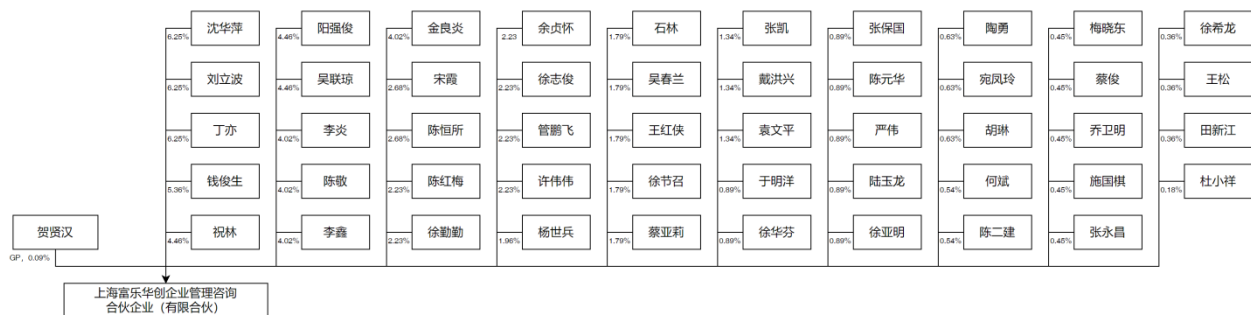 沈华萍 阳强俊 金良炎 余贞怀 石林 张凯 张保国 陶勇 梅晓东 徐希龙
6.25% 4.46% 4.02% 2.23 1.79% 1.34% 0.89% 0.63% 0.45% 0.36%
刘立波 吴联琼 宋霞 徐志俊 吴春兰 戴洪兴 陈元华 宛凤玲 蔡俊 王松
6.25% 4.46% 2.68% 2.23% 1.79% 1.34% 0.89% 0.63% 0.45% 0.36%
丁亦 李炎 陈恒所 管鹏飞 王红侠 袁文平 严伟 胡琳 乔卫明 田新江
6.25% 4.02% 2.68% 2.23% 1.79% 1.34% 0.89% 0.63% 0.45% 0.36%
钱俊生 陈敬 陈红梅 许伟伟 徐节召 于明洋 陆玉龙 何斌 施国棋 杜小祥
5.36% 4.02% 2.23% 2.23% 1.79% 0.89% 0.89% 0.54% 0.45% 0.18%
贺贤汉 祝林 李鑫 徐勤勤 杨世兵 蔡亚莉 徐华芬 徐亚明 陈二建 张永昌
GP，0.09% 4.46% 4.02% 2.23% 1.96% 1.79% 0.89% 0.89% 0.54% 0.45%
上海富乐华创企业管理咨询
合伙企业（有限合伙）